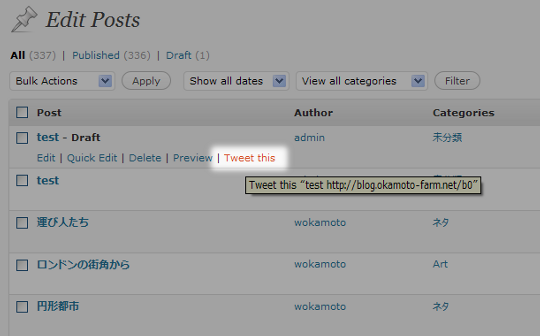 Edit Posts
All (337) | Published (336) | Draft (1)
Bulk Actions Apply Show all dates View all categories Filter
Post Author Categories
test - Draft admin 未分類
Edit | Quick Edit | Delete | Preview | Tweet this
test
Tweet this “test http://blog.okamoto-farm.net/b0”
運び人たち wokamoto ネタ
ロンドンの街角から wokamoto Art
円形都市 wokamoto ネタ